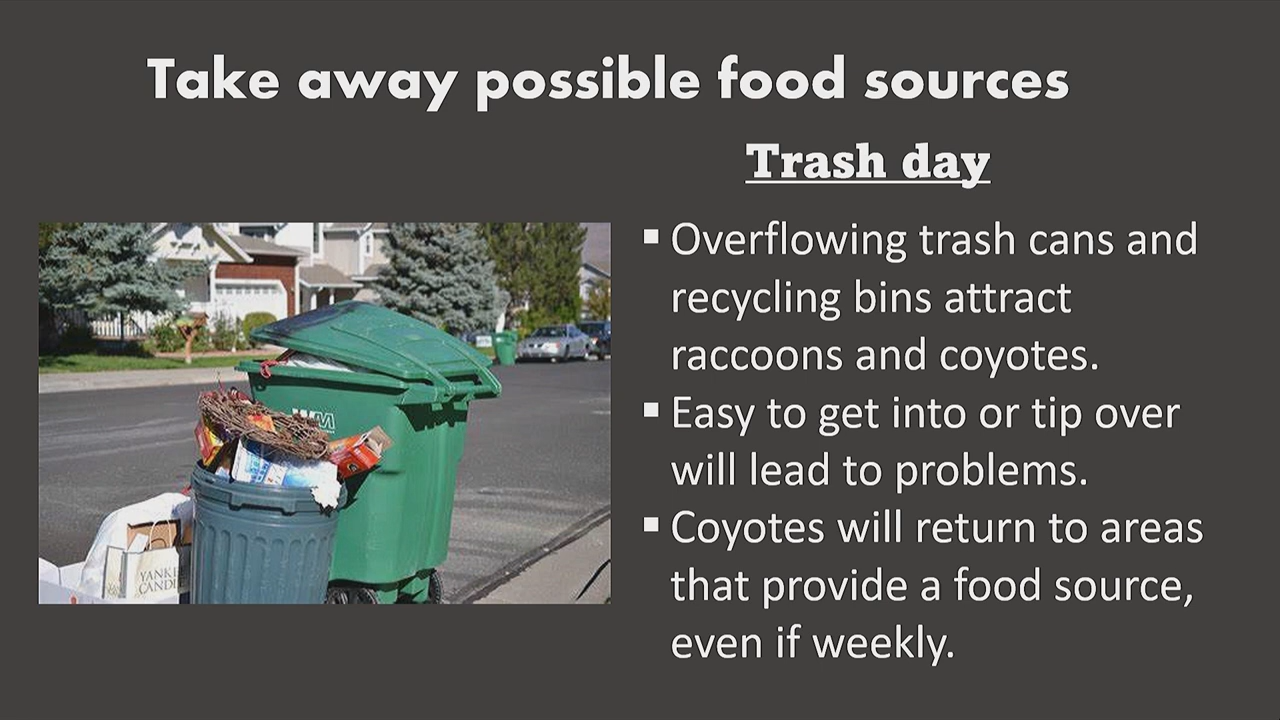 Take away possible food sources
Trash day
▪ Overflowing trash cans and
recycling bins attract
raccoons and coyotes.
▪ Easy to get into or tip over
will lead to problems.
▪ Coyotes will return to areas
that provide a food source,
even if weekly.
WM